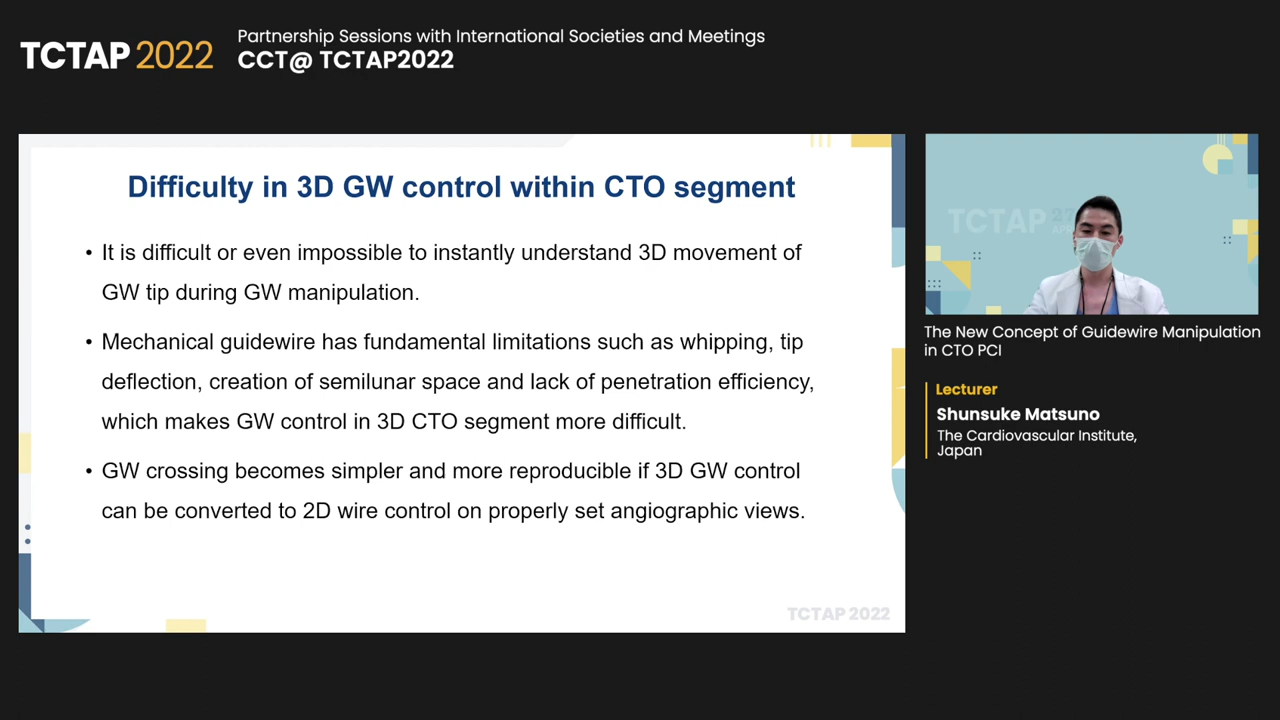 TCTAP 2022
Partnership Sessions with International Societies and Meetings
CCT@ TCTAP2022
Difficulty in 3D GW control within CTO segment
• It is difficult or even impossible to instantly understand 3D movement of
GW tip during GW manipulation.
• Mechanical guidewire has fundamental limitations such as whipping, tip
deflection, creation of semilunar space and lack of penetration efficiency,
which makes GW control in 3D CTO segment more difficult.
• GW crossing becomes simpler and more reproducible if 3D GW control
can be converted to 2D wire control on properly set angiographic views.
TCTAP 2022
TCTAP
The New Concept of Guidewire Manipulation
in CTO PCI
Lecturer
Shunsuke Matsuno
The Cardiovascular Institute,
Japan